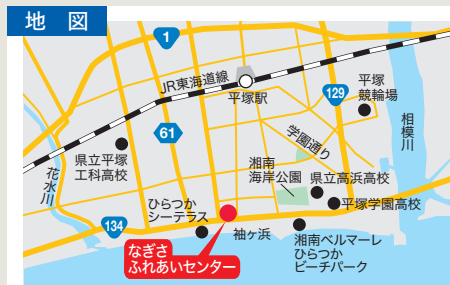 地 図
1
JR東海道線
平塚駅
129
平塚
競輪場
61
学園通り
相模川
県立平塚
工科高校
湘南
海岸公園
県立高浜高校
花水川
ひらつか
シーテラス
平塚学園高校
134
袖ヶ浜
なぎさ
ふれあいセンター
湘南ベルマーレ
ひらつか
ビーチパーク